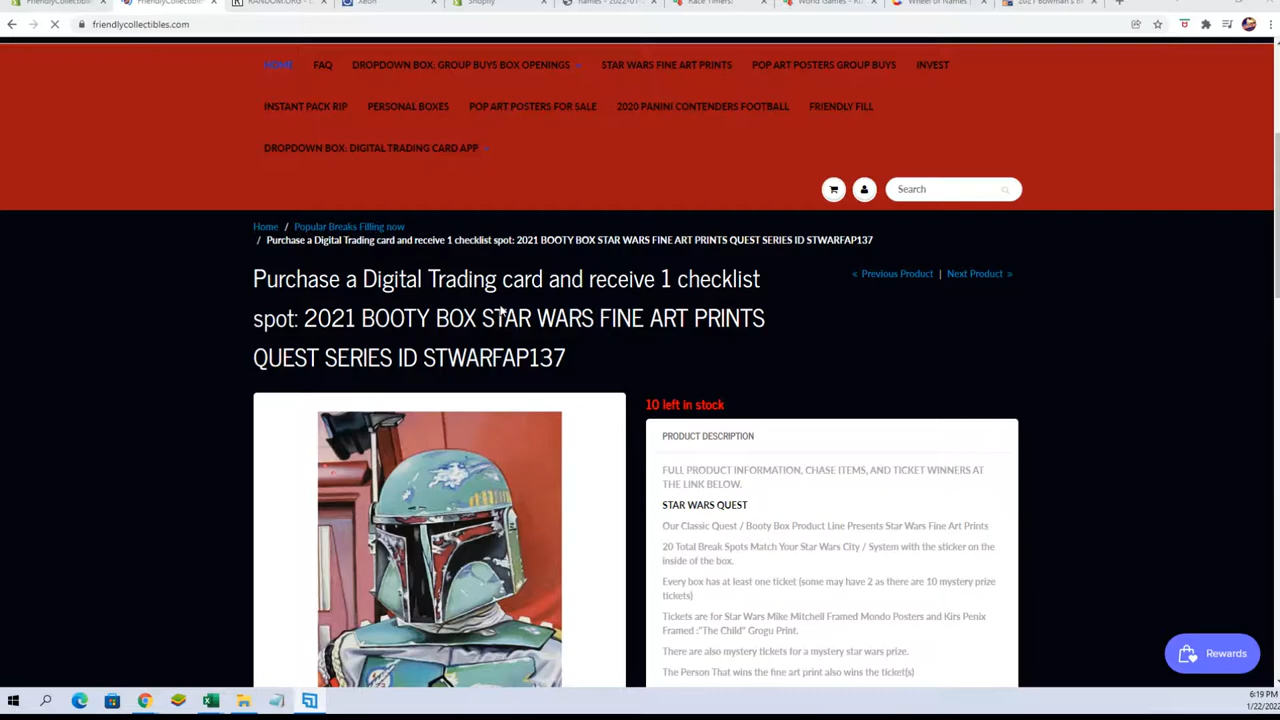 friendlycollectibles.com
HOME FAQ DROPDOWN BOX: GROUP BUYS BOX OPENINGS STAR WARS FINE ART PRINTS POP ART POSTERS GROUP BUYS INVEST
INSTANT PACK RIP PERSONAL BOXES POP ART POSTERS FOR SALE 2020 PANINI CONTENDERS FOOTBALL FRIENDLY FILL
DROPDOWN BOX: DIGITAL TRADING CARD APP
Search
Home / Popular Breaks Filling now
/ Purchase a Digital Trading card and receive 1 checklist spot: 2021 BOOTY BOX STAR WARS FINE ART PRINTS QUEST SERIES ID STWARFAP137
Purchase a Digital Trading card and receive 1 checklist
spot: 2021 BOOTY BOX STAR WARS FINE ART PRINTS
QUEST SERIES ID STWARFAP137
« Previous Product | Next Product »
10 left in stock
PRODUCT DESCRIPTION
FULL PRODUCT INFORMATION, CHASE ITEMS, AND TICKET WINNERS AT
THE LINK BELOW.
STAR WARS QUEST
Our Classic Quest / Booty Box Product Line Presents Star Wars Fine Art Prints
20 Total Break Spots Match Your Star Wars City / System with the sticker on the
inside of the box.
Every box has at least one ticket (some may have 2 as there are 10 mystery prize
tickets)
Tickets are for Star Wars Mike Mitchell Framed Mondo Posters and Kirs Penix
Framed :"The Child" Grogu Print.
There are also mystery tickets for a mystery star wars prize.
The Person That wins the fine art print also wins the ticket(s)
Rewards
6:19 PM